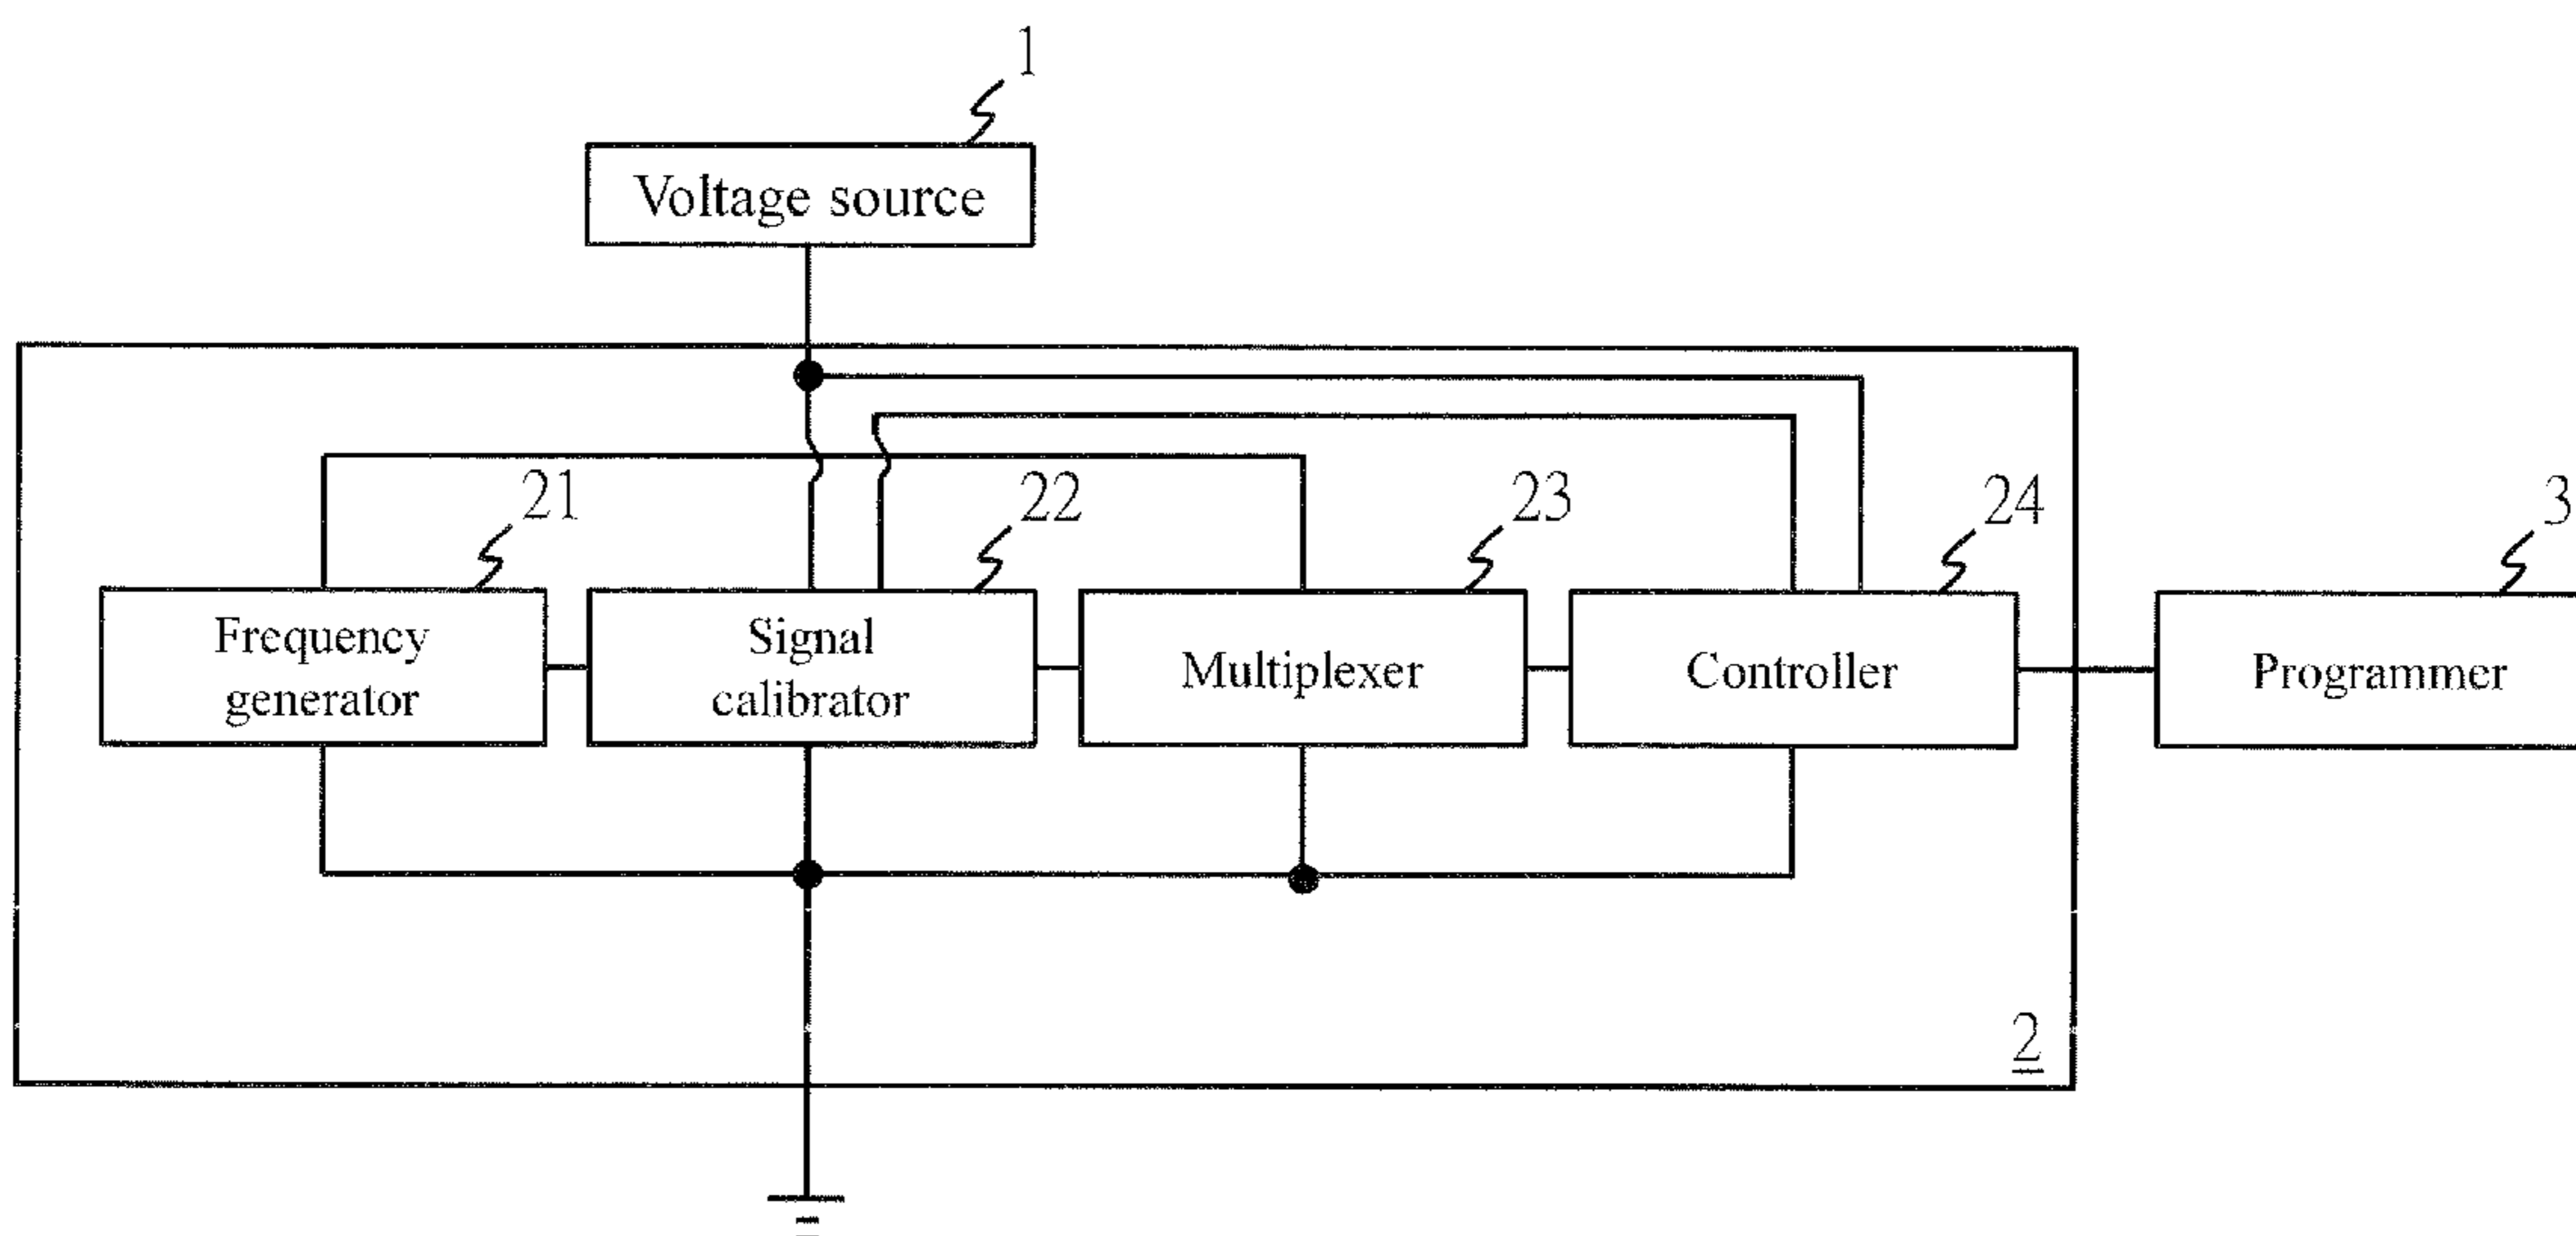 1
Voltage source
21
22
23
24
3
Frequency
generator
Signal
calibrator
Multiplexer
Controller
Programmer
2